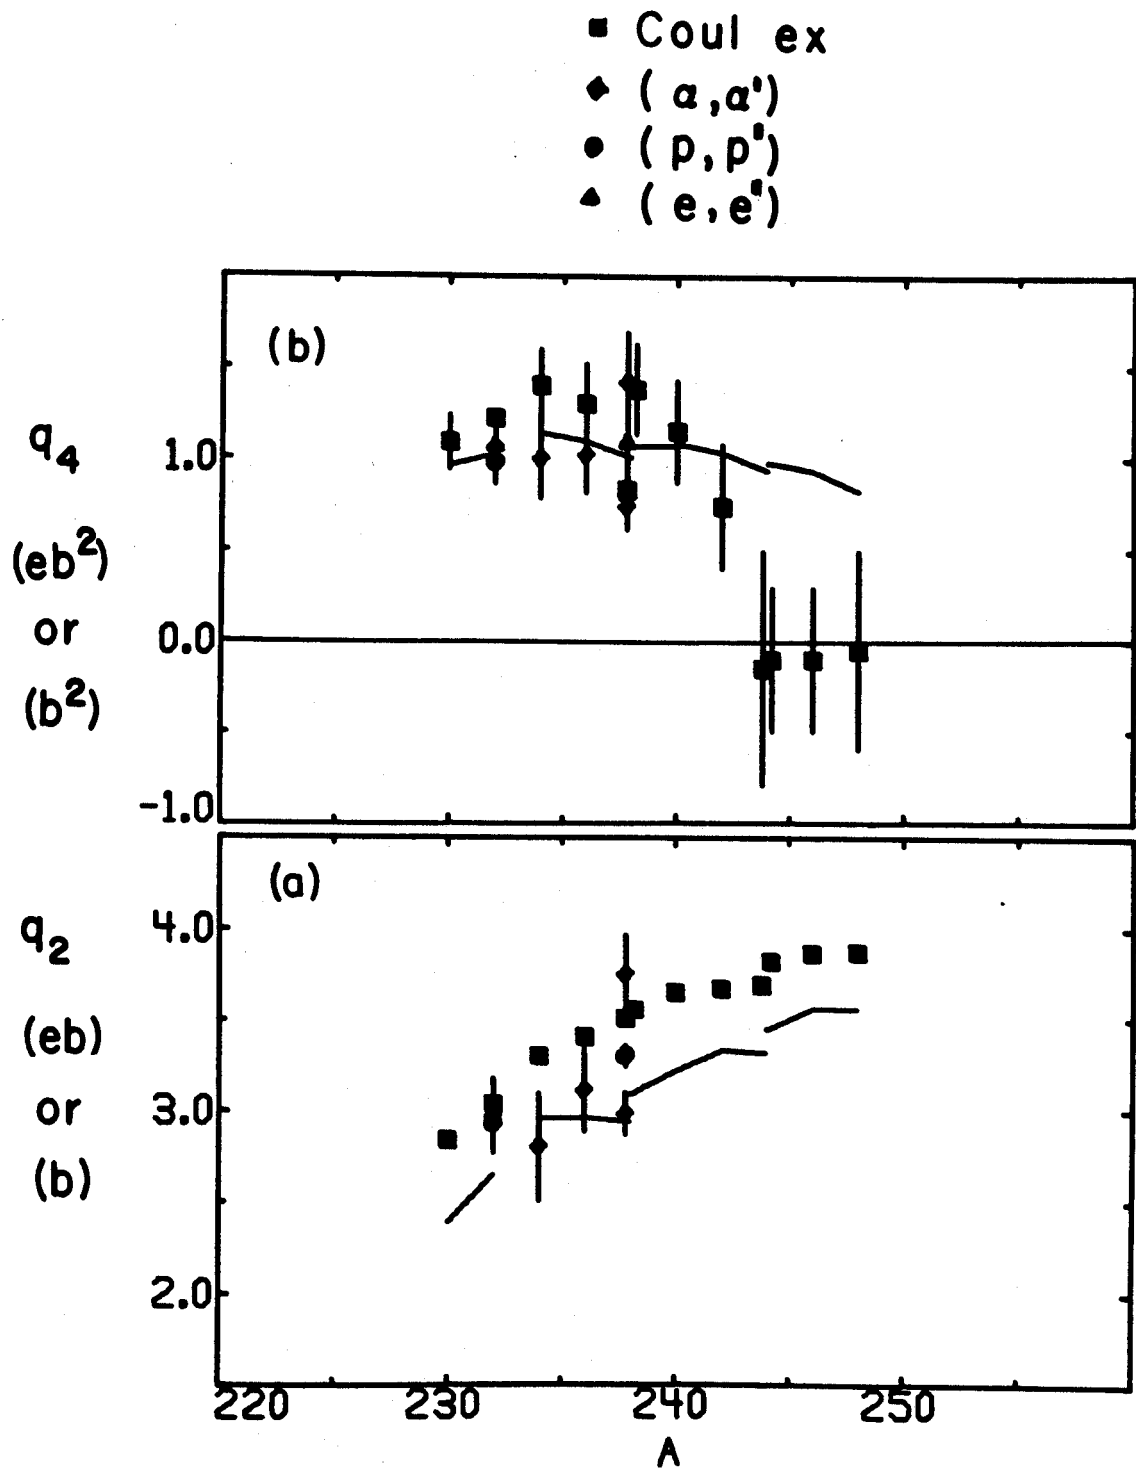 Coul ex
(α,α')
(p,p')
(e,e')
(b)
q4
(eb²)
or
(b²)
1.0
0.0
-1.0
(a)
q2
(eb)
or
(b)
4.0
3.0
2.0
220 230 240 250
A